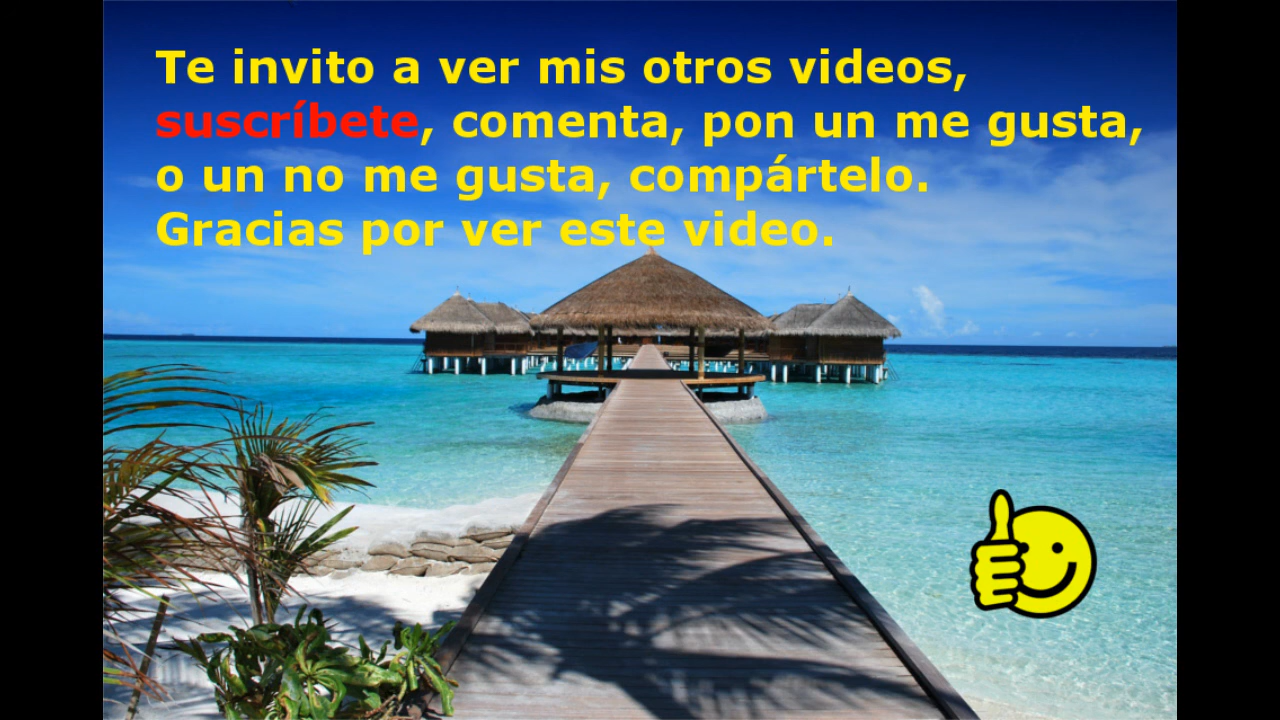 Te invito a ver mis otros videos,
suscríbete, comenta, pon un me gusta,
o un no me gusta, compártelo.
Gracias por ver este video.